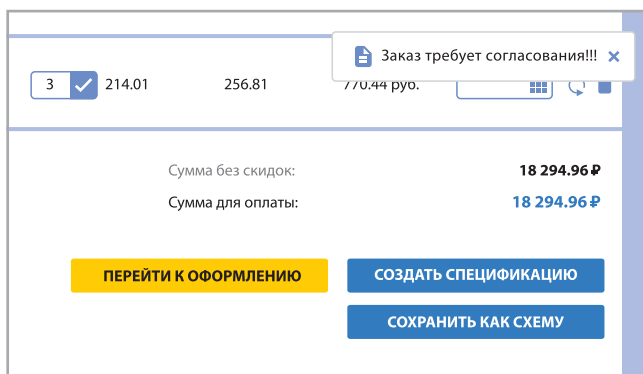 Заказ требует согласования!!!
3 214.01 256.81 770.44 руб.
Сумма без скидок: 18 294.96 ₽
Сумма для оплаты: 18 294.96 ₽
ПЕРЕЙТИ К ОФОРМЛЕНИЮ СОЗДАТЬ СПЕЦИФИКАЦИЮ
СОХРАНИТЬ КАК СХЕМУ